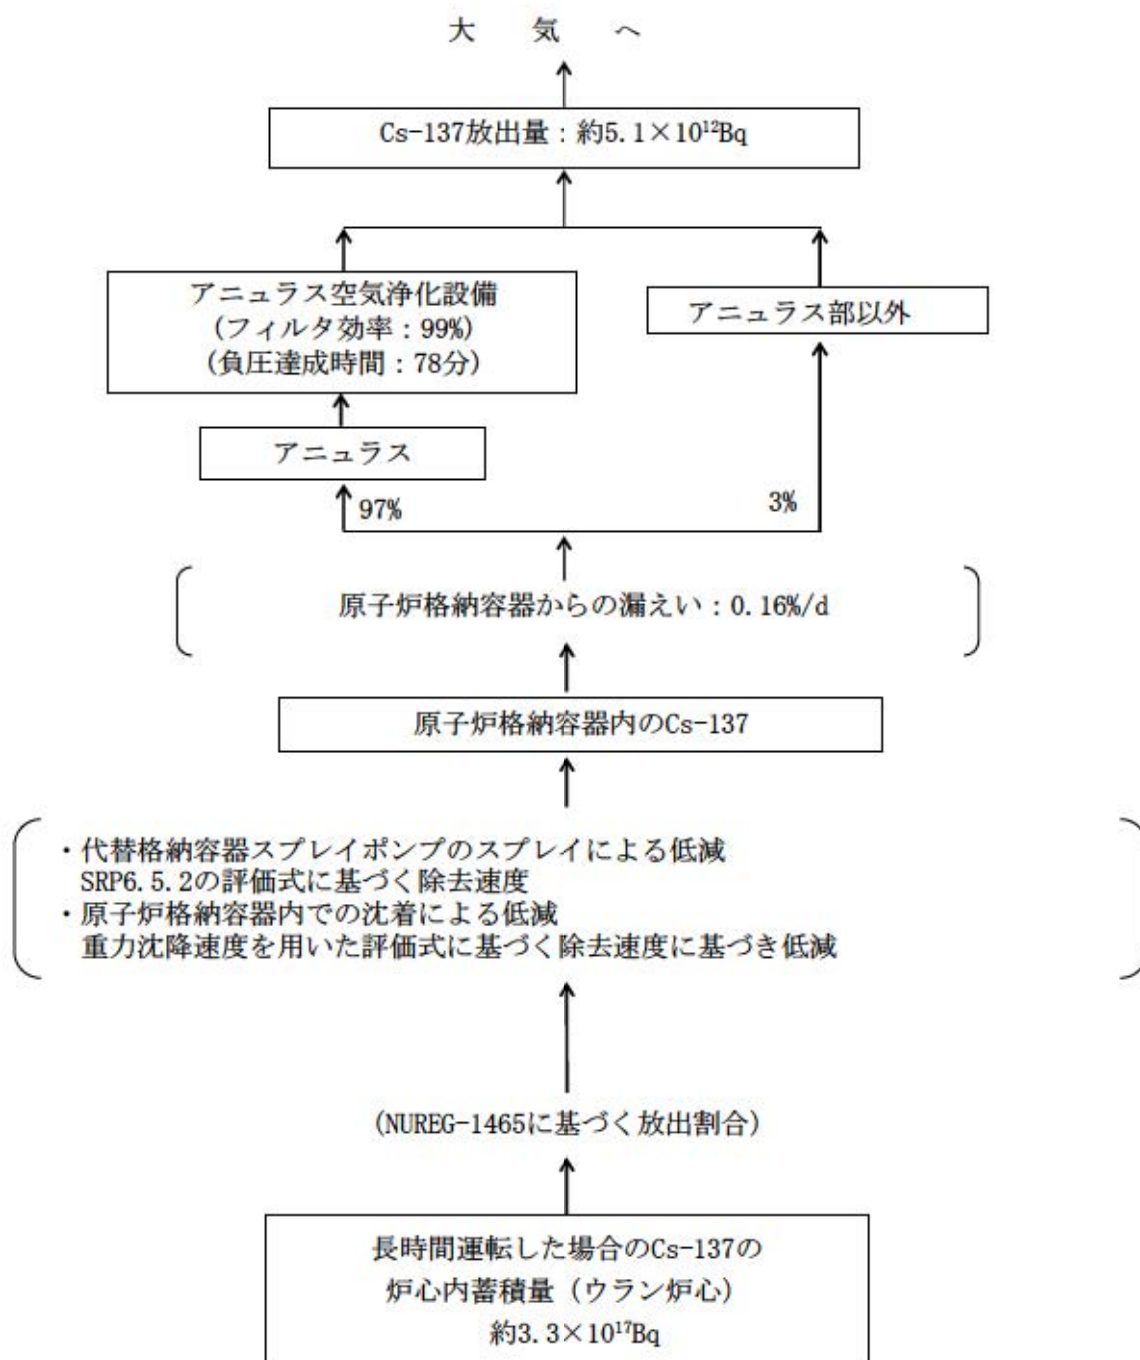 大　気　へ
Cs-137放出量：約5.1×10¹²Bq
アニュラス空気浄化設備
(フィルタ効率：99%)
(負圧達成時間：78分)
アニュラス部以外
アニュラス
97%
3%
原子炉格納容器からの漏えい：0.16%/d
原子炉格納容器内のCs-137
・代替格納容器スプレイポンプのスプレイによる低減
SRP6.5.2の評価式に基づく除去速度
・原子炉格納容器内での沈着による低減
重力沈降速度を用いた評価式に基づく除去速度に基づき低減
(NUREG-1465に基づく放出割合)
長時間運転した場合のCs-137の
炉心内蓄積量（ウラン炉心）
約3.3×10¹⁷Bq